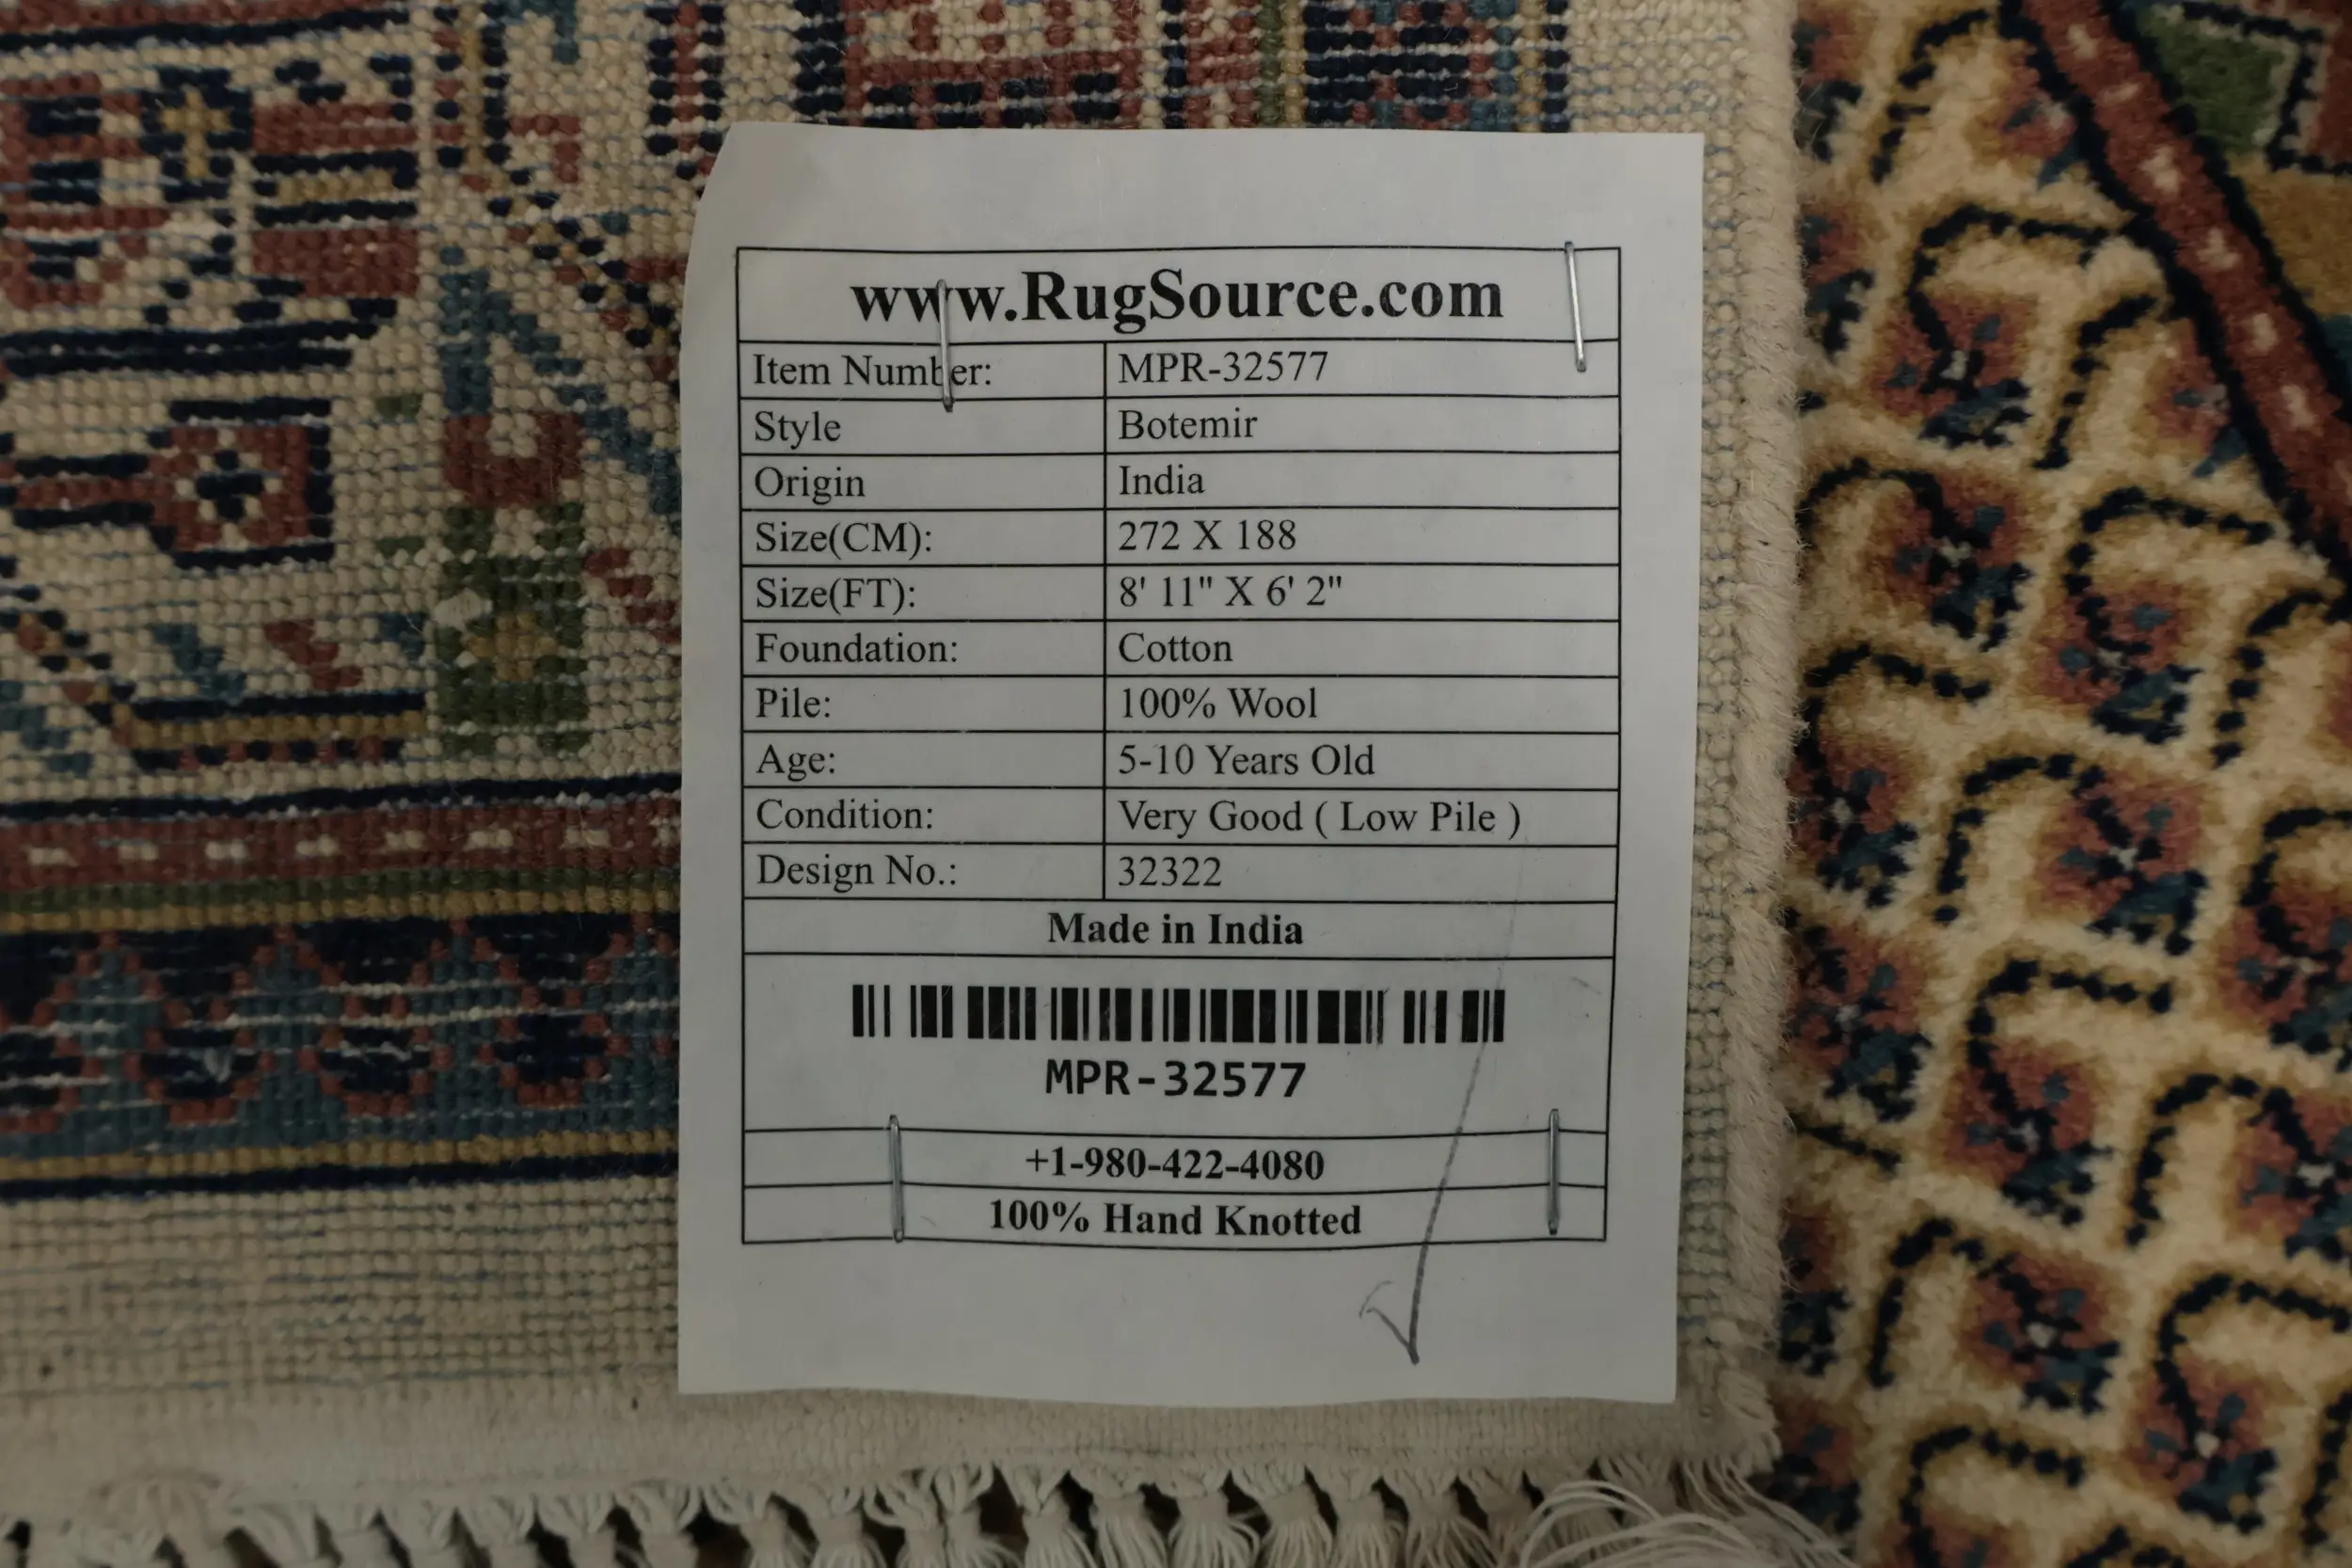 www.RugSource.com
Item Number: MPR-32577
Style Botemir
Origin India
Size(CM): 272 X 188
Size(FT): 8' 11" X 6' 2"
Foundation: Cotton
Pile: 100% Wool
Age: 5-10 Years Old
Condition: Very Good ( Low Pile )
Design No.: 32322
Made in India
MPR-32577
+1-980-422-4080
100% Hand Knotted